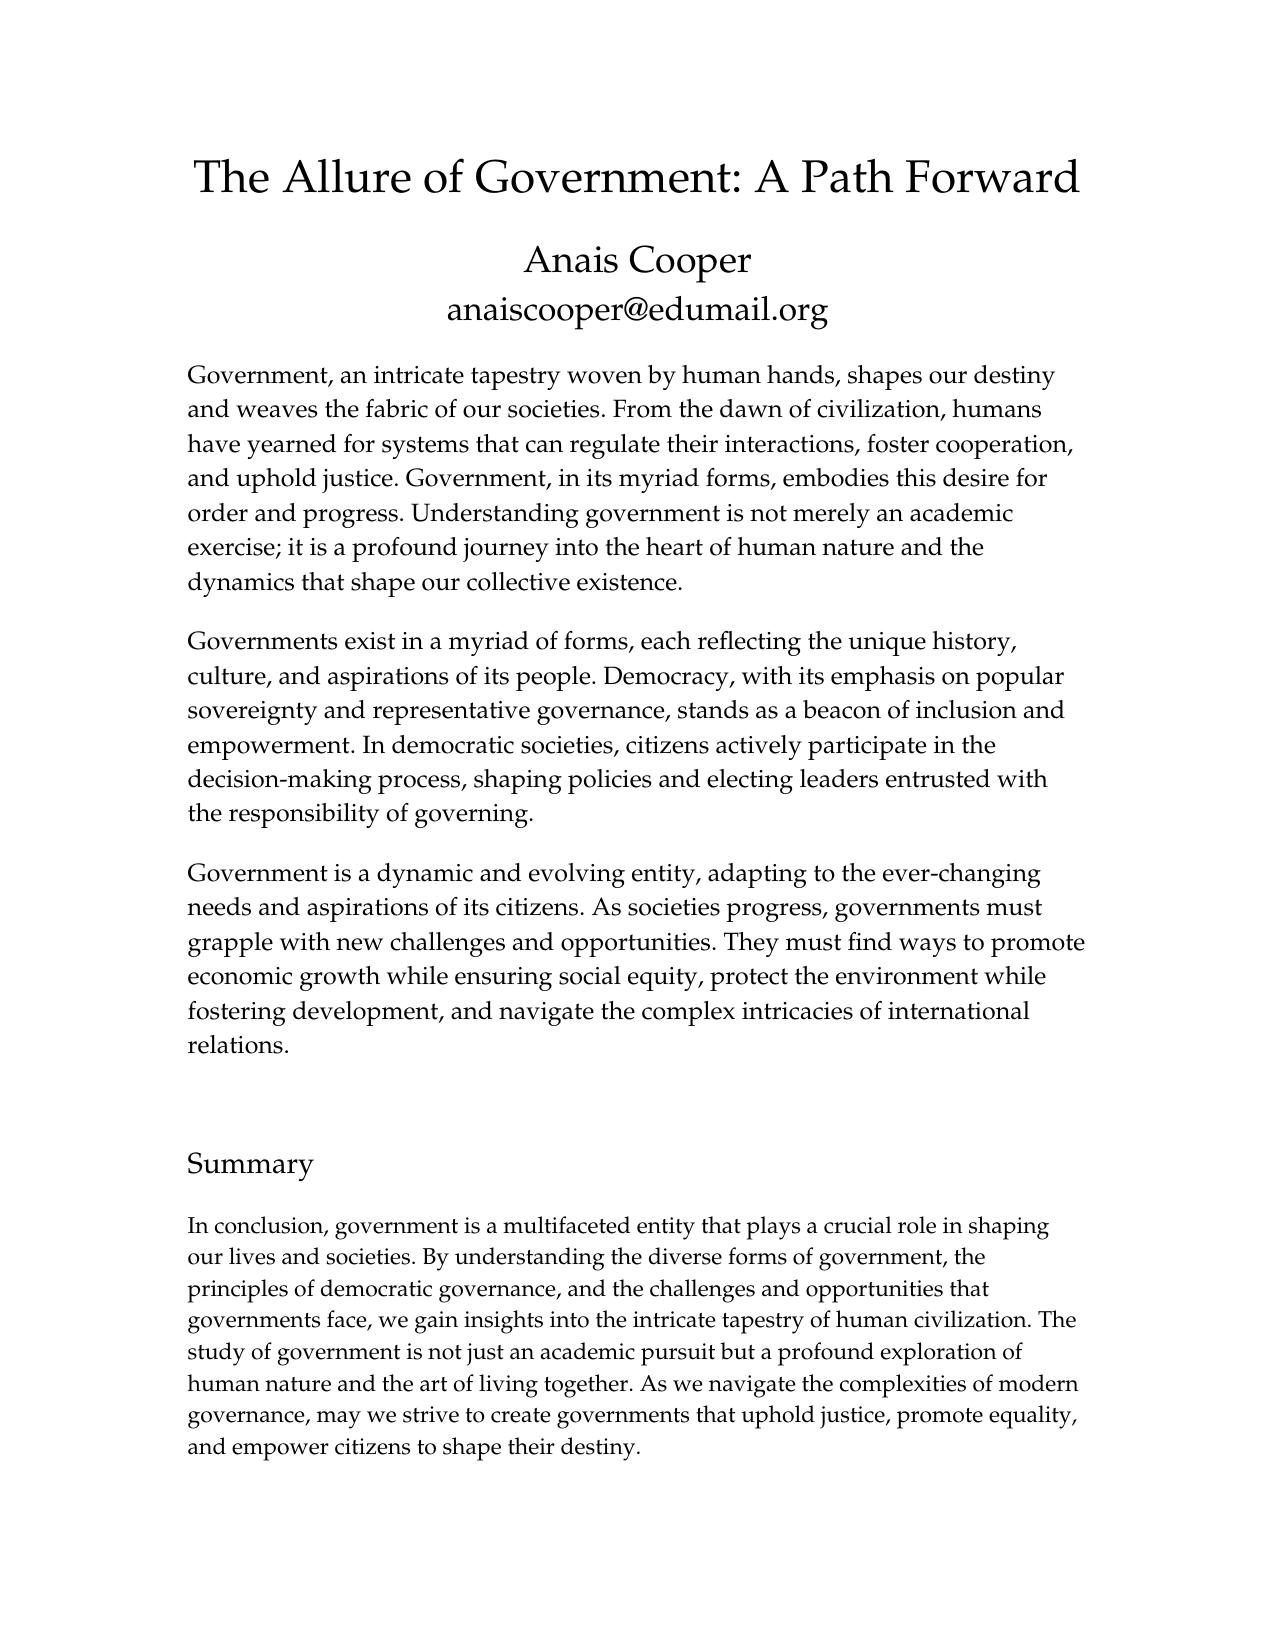 The Allure of Government: A Path Forward
Anais Cooper
anaiscooper@edumail.org
Government, an intricate tapestry woven by human hands, shapes our destiny
and weaves the fabric of our societies. From the dawn of civilization, humans
have yearned for systems that can regulate their interactions, foster cooperation,
and uphold justice. Government, in its myriad forms, embodies this desire for
order and progress. Understanding government is not merely an academic
exercise; it is a profound journey into the heart of human nature and the
dynamics that shape our collective existence.
Governments exist in a myriad of forms, each reflecting the unique history,
culture, and aspirations of its people. Democracy, with its emphasis on popular
sovereignty and representative governance, stands as a beacon of inclusion and
empowerment. In democratic societies, citizens actively participate in the
decision-making process, shaping policies and electing leaders entrusted with
the responsibility of governing.
Government is a dynamic and evolving entity, adapting to the ever-changing
needs and aspirations of its citizens. As societies progress, governments must
grapple with new challenges and opportunities. They must find ways to promote
economic growth while ensuring social equity, protect the environment while
fostering development, and navigate the complex intricacies of international
relations.
Summary
In conclusion, government is a multifaceted entity that plays a crucial role in shaping
our lives and societies. By understanding the diverse forms of government, the
principles of democratic governance, and the challenges and opportunities that
governments face, we gain insights into the intricate tapestry of human civilization. The
study of government is not just an academic pursuit but a profound exploration of
human nature and the art of living together. As we navigate the complexities of modern
governance, may we strive to create governments that uphold justice, promote equality,
and empower citizens to shape their destiny.